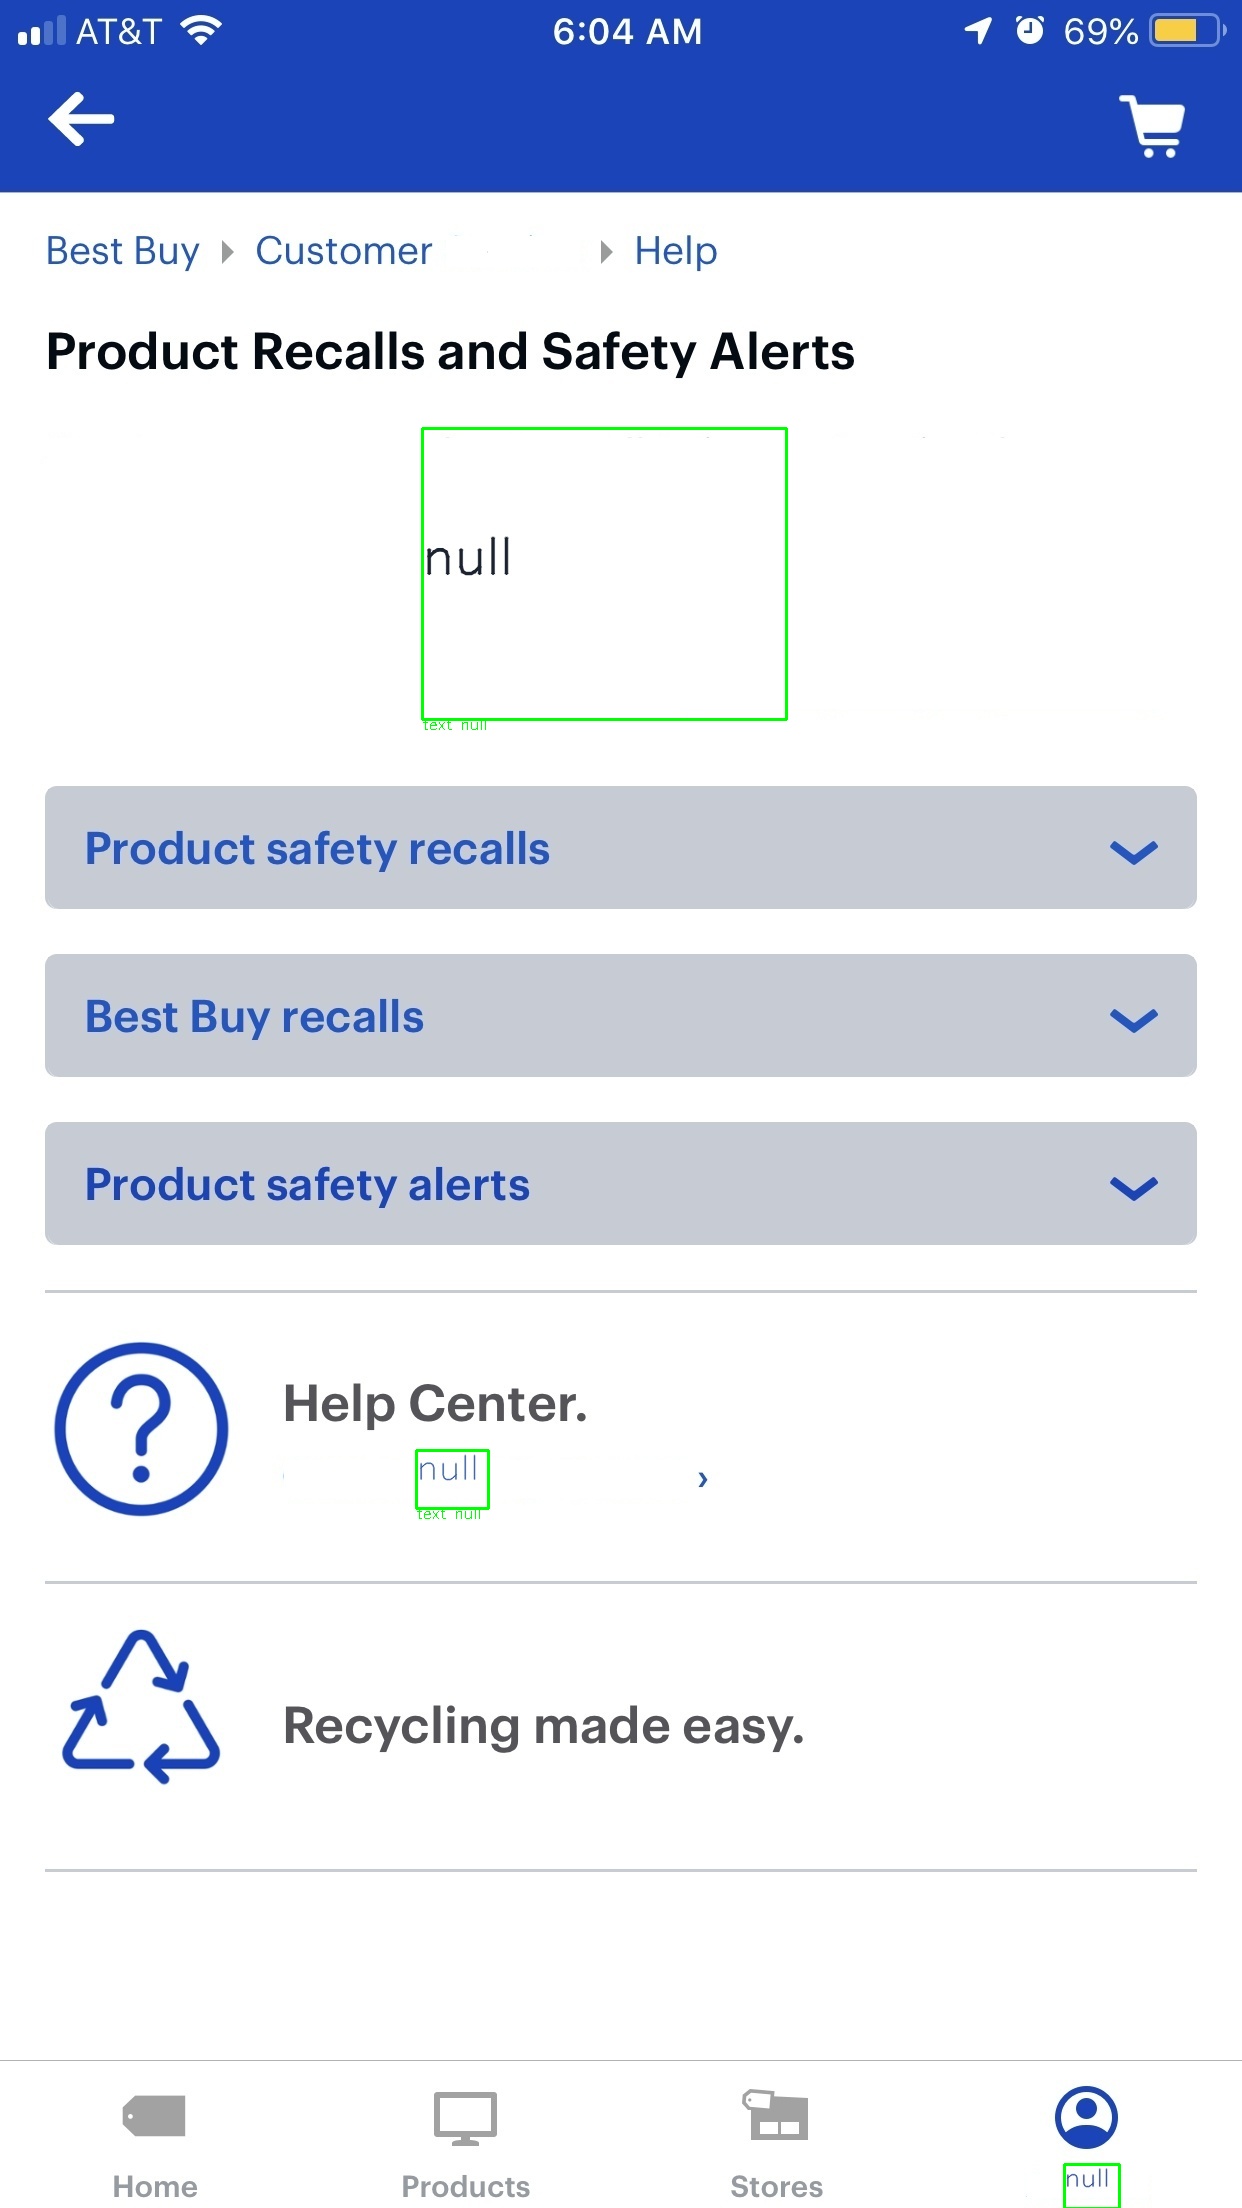 AT&T 6:04 AM 69%
Best Buy Customer Help
Product Recalls and Safety Alerts
null
text null
Product safety recalls
Best Buy recalls
Product safety alerts
Help Center.
null
text null
Recycling made easy.
Home Products Stores null